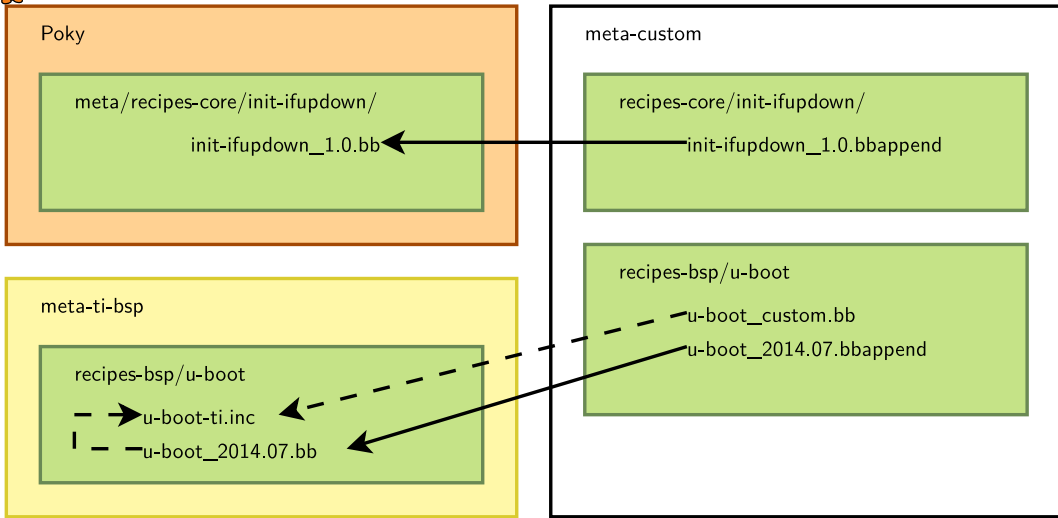 Poky
meta/recipes-core/init-ifupdown/
init-ifupdown_1.0.bb
meta-ti-bsp
recipes-bsp/u-boot
u-boot-ti.inc
u-boot_2014.07.bb
meta-custom
recipes-core/init-ifupdown/
init-ifupdown_1.0.bbappend
recipes-bsp/u-boot
u-boot_custom.bb
u-boot_2014.07.bbappend